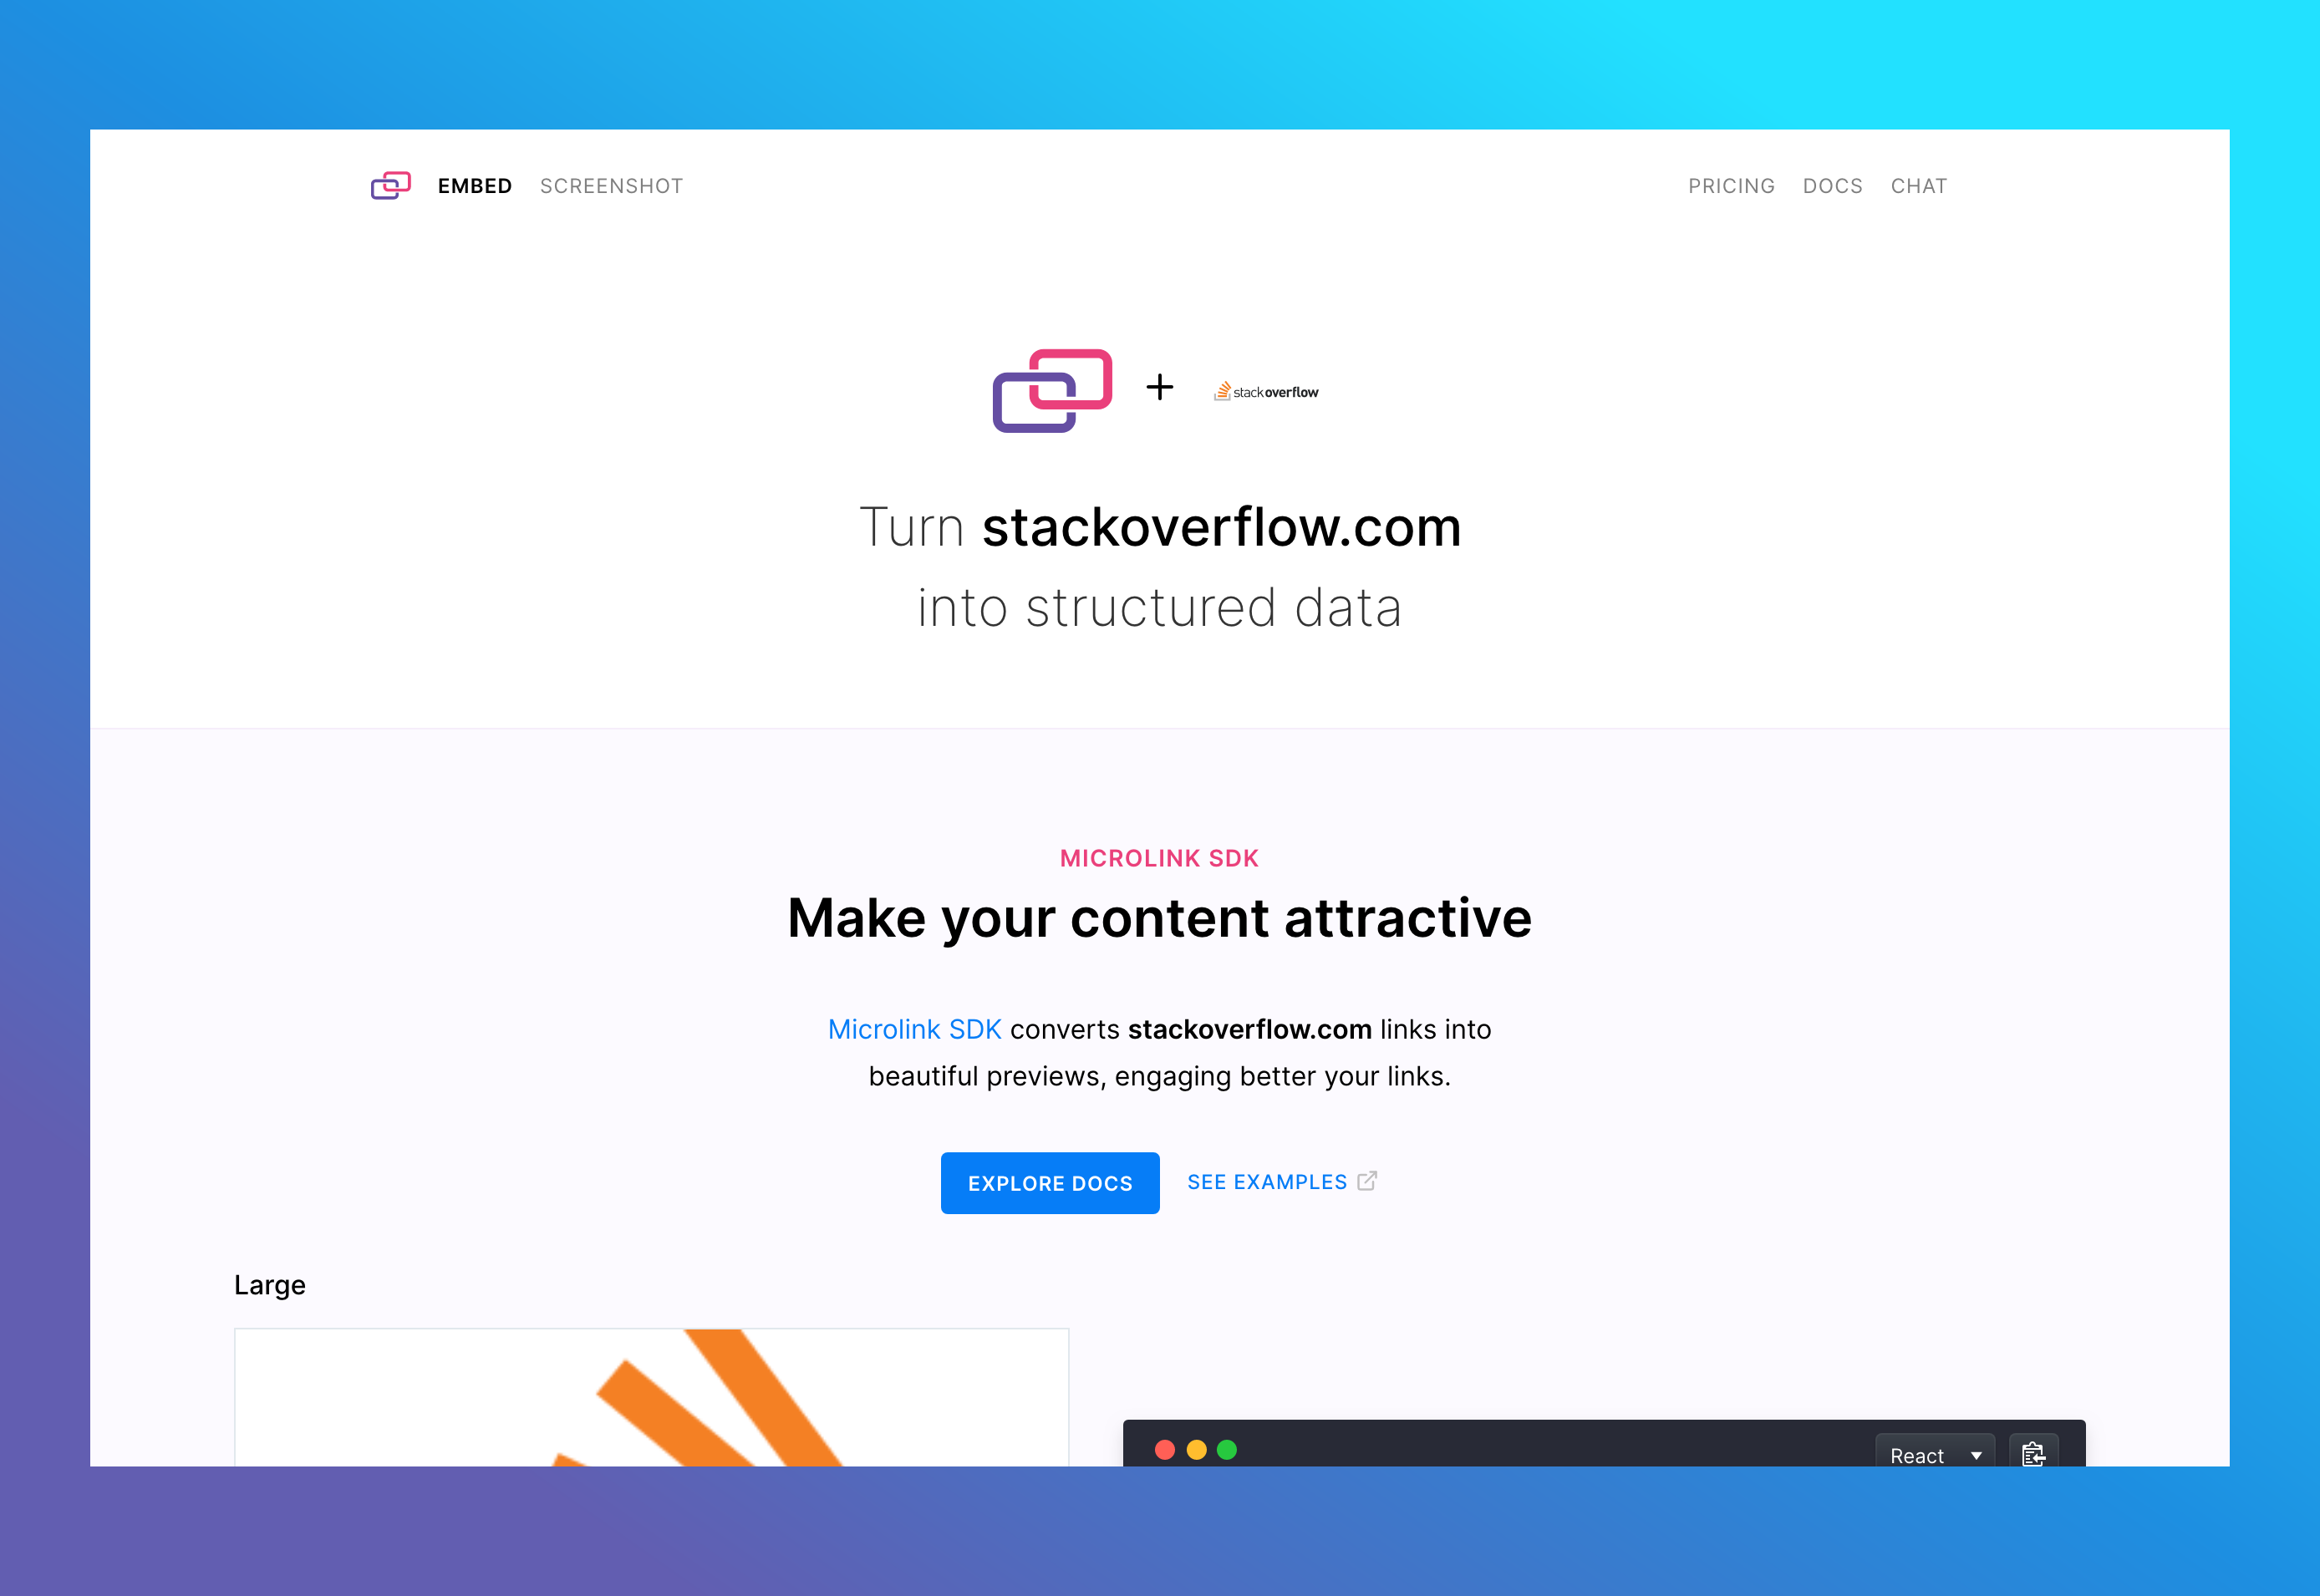 EMBED SCREENSHOT PRICING DOCS CHAT
stackoverflow
Turn stackoverflow.com
into structured data
MICROLINK SDK
Make your content attractive
Microlink SDK converts stackoverflow.com links into
beautiful previews, engaging better your links.
EXPLORE DOCS SEE EXAMPLES
Large
React